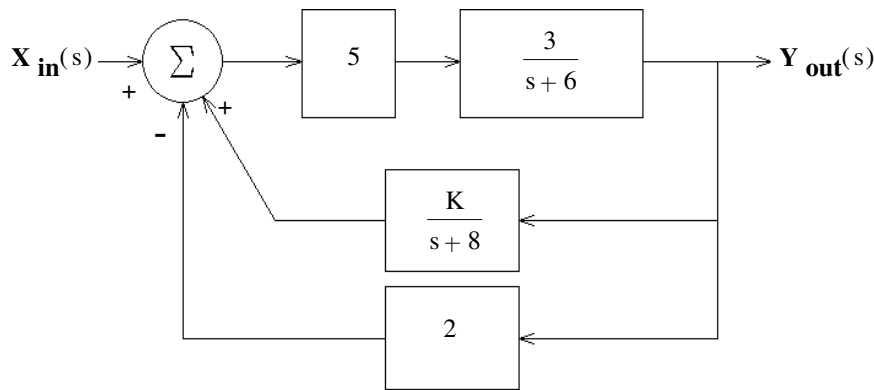 X in(s)
+
Σ
5
3
s + 6
Y out(s)
-
+
K
s + 8
2